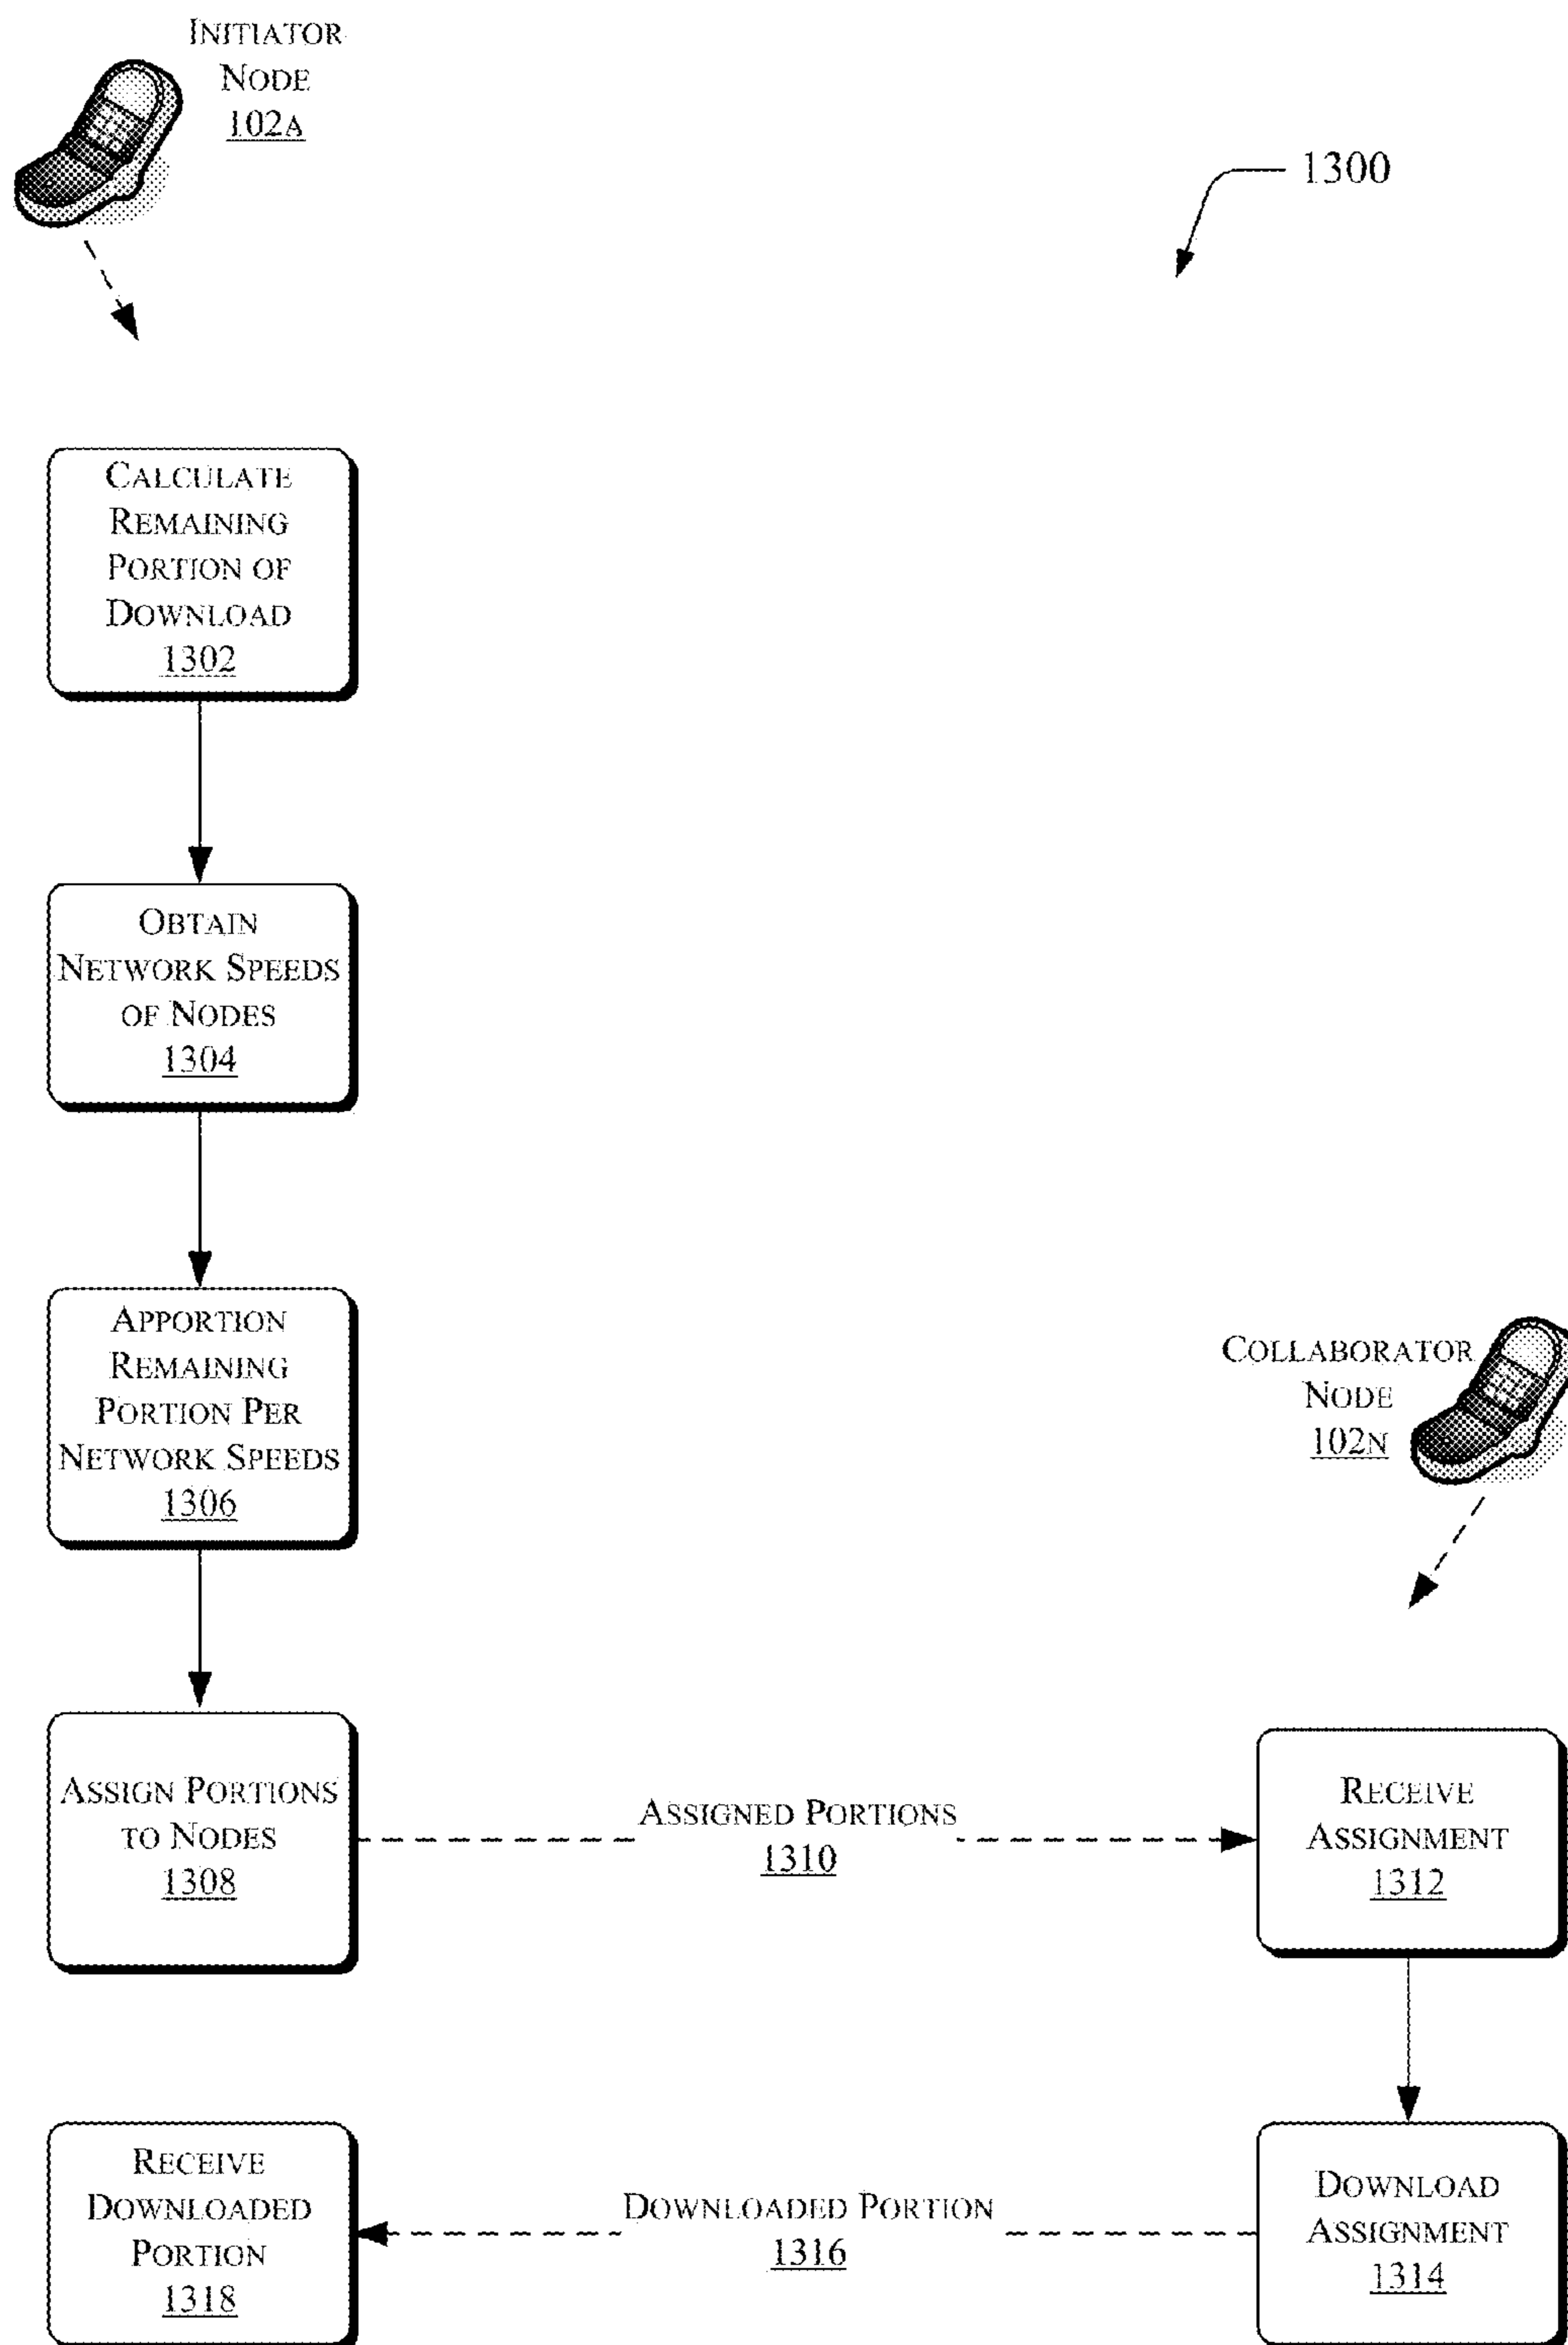 INITIATOR
NODE
102A
1300
CALCULATE
REMAINING
PORTION OF
DOWNLOAD
1302
OBTAIN
NETWORK SPEEDS
OF NODES
1304
APPORTION
REMAINING
PORTION PER
NETWORK SPEEDS
1306
COLLABORATOR
NODE
102N
ASSIGN PORTIONS
TO NODES
1308
ASSIGNED PORTIONS
1310
RECEIVE
ASSIGNMENT
1312
RECEIVE
DOWNLOADED
PORTION
1318
DOWNLOADED PORTION
1316
DOWNLOAD
ASSIGNMENT
1314